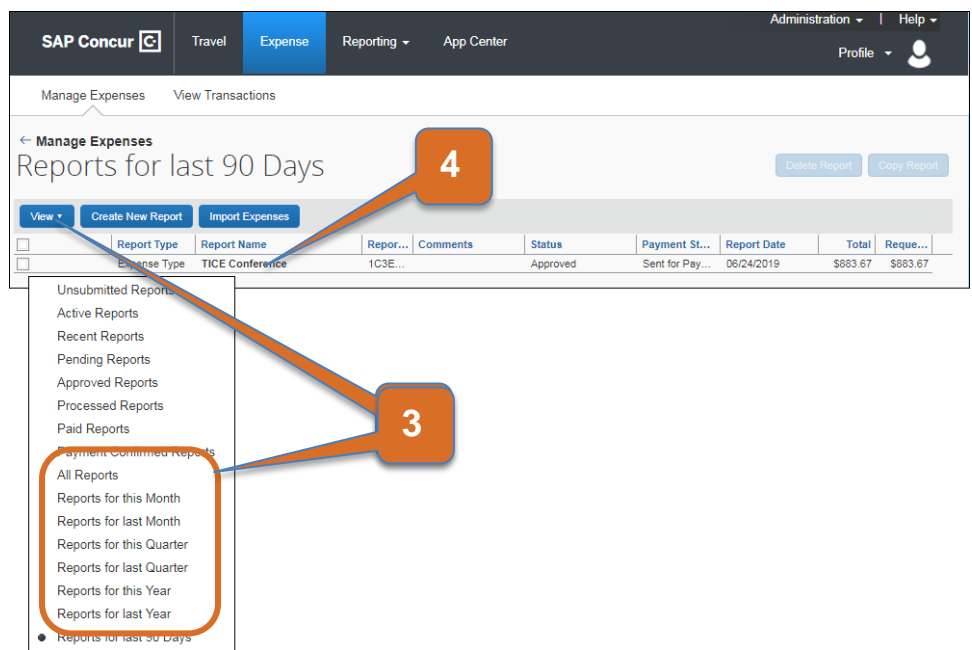 Administration | Help
SAP Concur C Travel Expense Reporting App Center
Profile
Manage Expenses View Transactions
← Manage Expenses
Reports for last 90 Days
4
Delete Report Copy Report
View Create New Report Import Expenses
Report Type Report Name Repor... Comments Status Payment St... Report Date Total Reque...
Expense Type TICE Conference 1C3E... Approved Sent for Pay... 06/24/2019 $883.67 $883.67
Unsubmitted Reports
Active Reports
Recent Reports
Pending Reports
Approved Reports
Processed Reports
3
Paid Reports
Payment Confirmed Reports
All Reports
Reports for this Month
Reports for last Month
Reports for this Quarter
Reports for last Quarter
Reports for this Year
Reports for last Year
Reports for last 90 Days